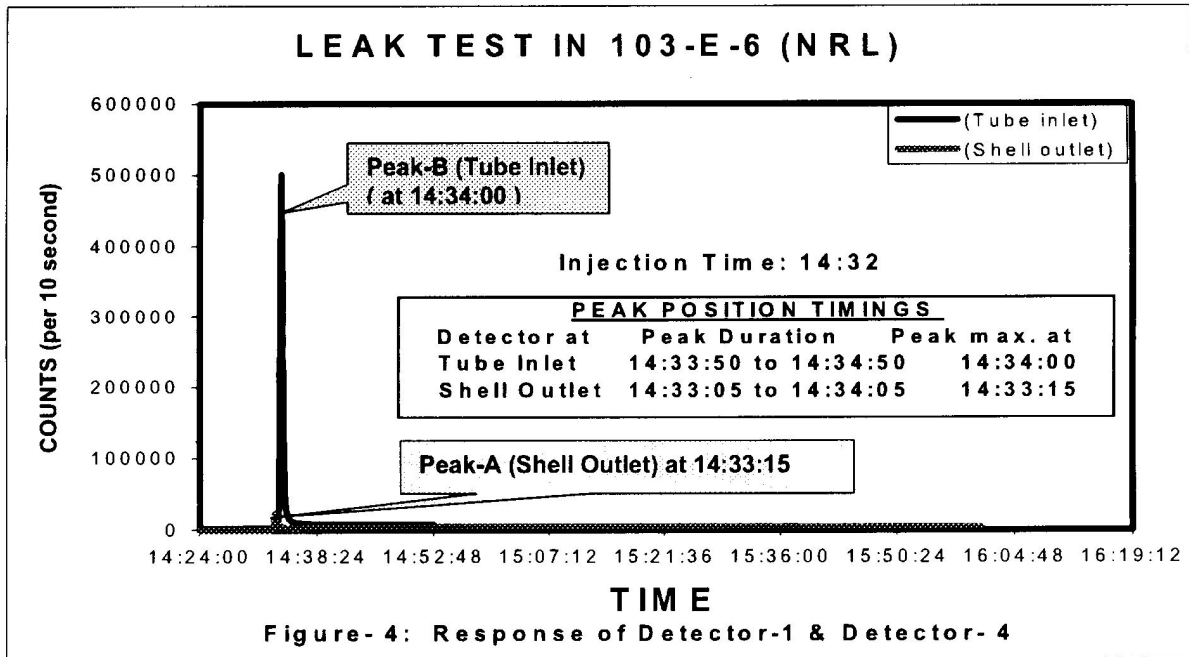 LEAK TEST IN 103-E-6 (NRL)
600000
500000
400000
300000
200000
100000
0
COUNTS (per 10 second)
(Tube inlet)
(Shell outlet)
Peak-B (Tube Inlet)
( at 14:34:00 )
Injection Time: 14:32
PEAK POSITION TIMINGS
Detector at Peak Duration Peak max. at
Tube Inlet 14:33:50 to 14:34:50 14:34:00
Shell Outlet 14:33:05 to 14:34:05 14:33:15
Peak-A (Shell Outlet) at 14:33:15
14:24:00 14:38:24 14:52:48 15:07:12 15:21:36 15:36:00 15:50:24 16:04:48 16:19:12
TIME
Figure- 4: Response of Detector-1 & Detector- 4